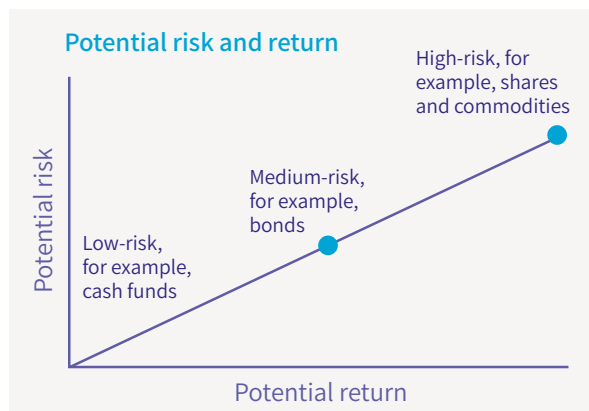 Potential risk and return
High-risk, for
example, shares
and commodities
Medium-risk,
for example,
bonds
Low-risk,
for example,
cash funds
Potential risk
Potential return